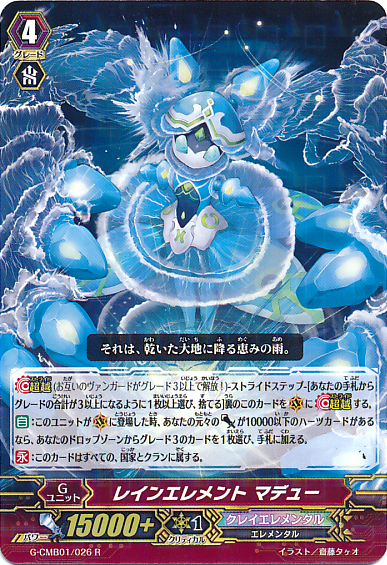 4
グレード
それは、乾いた大地に降る恵みの雨。
超越(お互いのヴァンガードがグレード3以上で解放!)-ストライドステップ-[あなたの手札から
グレードの合計が3以上になるように1枚以上選び、捨てる]裏のこのカードを(V)に超越する。
自:このユニットが(V)に登場した時、あなたの元々のパワーが10000以下のハーツカードがある
なら、あなたのドロップゾーンからグレード3のカードを1枚選び、手札に加える。
永:このカードはすべての、国家とクランに属する。
G
ユニット
レインエレメント マデュー
パワー
15000+
1
クリティカル
クレイエレメンタル
エレメンタル
G-CMB01/026 R
イラスト/齋藤タケオ